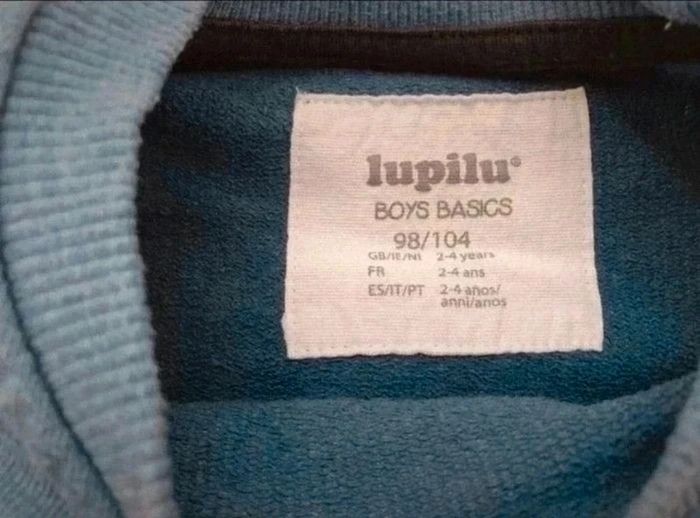 lupilu®
BOYS BASICS
98/104
GB/IE/NI 2-4 years
FR 2-4 ans
ES/IT/PT 2-4 años/
anni/anos